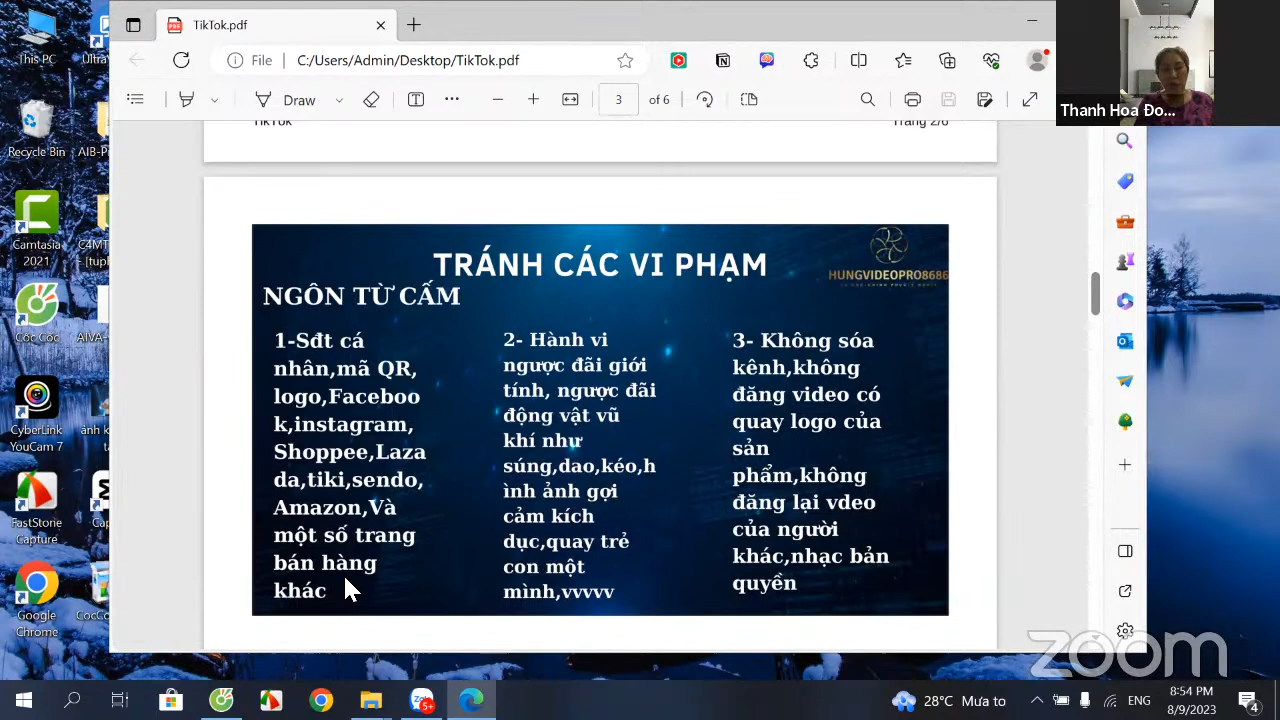 TikTok.pdf
File C:/Users/Admin/Desktop/TikTok.pdf
Draw 3 of 6
Thanh Hoa Đo...
TikTok Trang 2/6
TRÁNH CÁC VI PHẠM
HUNGVIDEOPRO8686
NGÔN TỪ CẤM
1-Sđt cá
nhân,mã QR,
logo,Faceboo
k,instagram,
Shoppee,Laza
da,tiki,sendo,
Amazon,Và
một số trang
bán hàng
khác
2- Hành vi
ngược đãi giới
tính, ngược đãi
động vật vũ
khí như
súng,dao,kéo,h
ình ảnh gợi
cảm kích
dục,quay trẻ
con một
mình,vvvvv
3- Không sóa
kênh,không
đăng video có
quay logo của
sản
phẩm,không
đăng lại vdeo
của người
khác,nhạc bản
quyền
This PC
Recycle Bin
Camtasia
2021
Cốc Cốc
CyberLink
YouCam 7
FastStone
Capture
Google
Chrome
zoom
28°C Mưa to
ENG
8:54 PM
8/9/2023
4